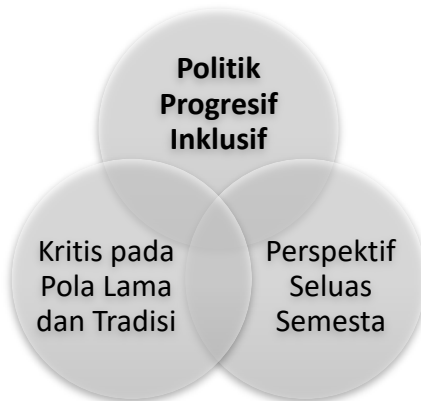 Politik
Progresif
Inklusif
Kritis pada
Pola Lama
dan Tradisi
Perspektif
Seluas
Semesta